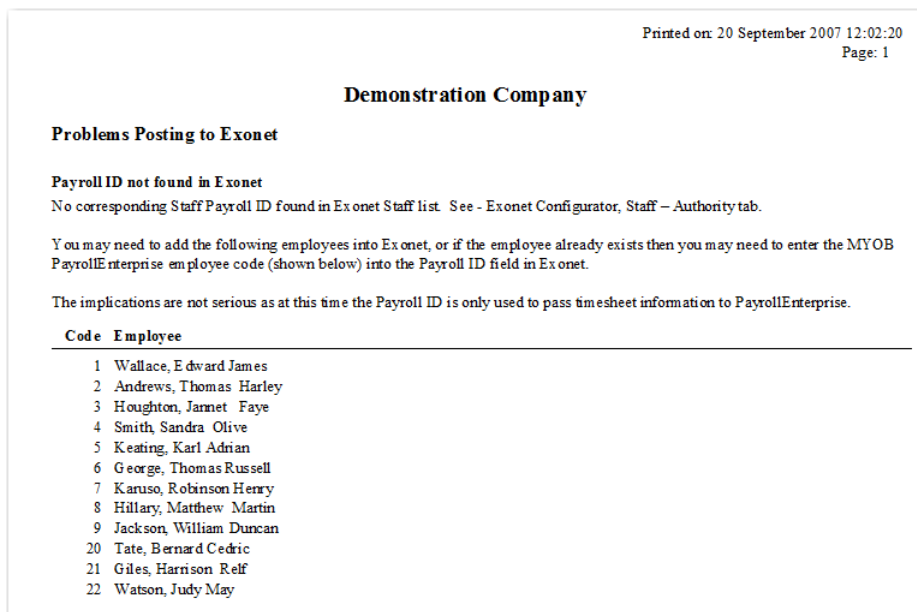 Printed on: 20 September 2007 12:02:20
Page: 1
Demonstration Company
Problems Posting to Exonet
Payroll ID not found in Exonet
No corresponding Staff Payroll ID found in Exonet Staff list. See - Exonet Configurator, Staff – Authority tab.
You may need to add the following employees into Exonet, or if the employee already exists then you may need to enter the MYOB
PayrollEnterprise employee code (shown below) into the Payroll ID field in Exonet.
The implications are not serious as at this time the Payroll ID is only used to pass timesheet information to PayrollEnterprise.
Code Employee
1 Wallace, Edward James
2 Andrews, Thomas Harley
3 Houghton, Jannet Faye
4 Smith, Sandra Olive
5 Keating, Karl Adrian
6 George, Thomas Russell
7 Karuso, Robinson Henry
8 Hillary, Matthew Martin
9 Jackson, William Duncan
20 Tate, Bernard Cedric
21 Giles, Harrison Relf
22 Watson, Judy May